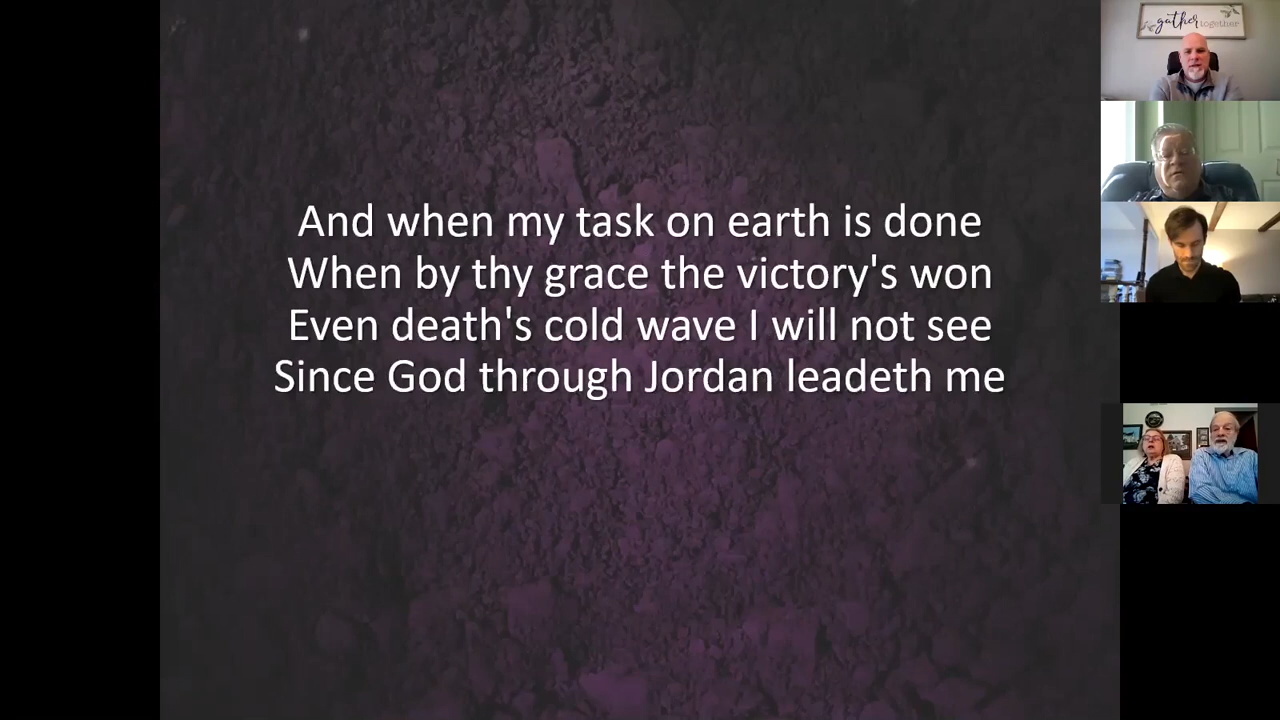 And when my task on earth is done
When by thy grace the victory's won
Even death's cold wave I will not see
Since God through Jordan leadeth me
gather together